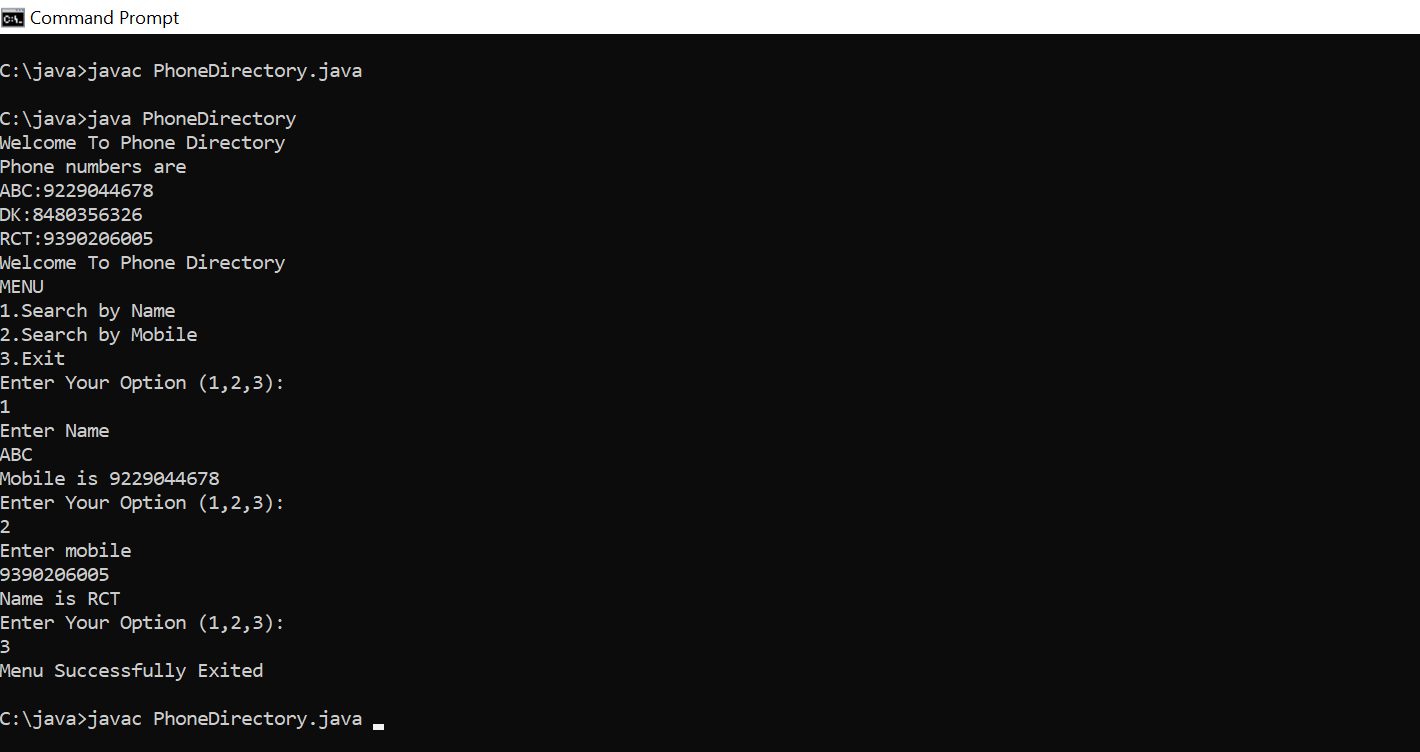 Command Prompt
C:\java>javac PhoneDirectory.java
C:\java>java PhoneDirectory
Welcome To Phone Directory
Phone numbers are
ABC:9229044678
DK:8480356326
RCT:9390206005
Welcome To Phone Directory
MENU
1.Search by Name
2.Search by Mobile
3.Exit
Enter Your Option (1,2,3):
1
Enter Name
ABC
Mobile is 9229044678
Enter Your Option (1,2,3):
2
Enter mobile
9390206005
Name is RCT
Enter Your Option (1,2,3):
3
Menu Successfully Exited
C:\java>javac PhoneDirectory.java